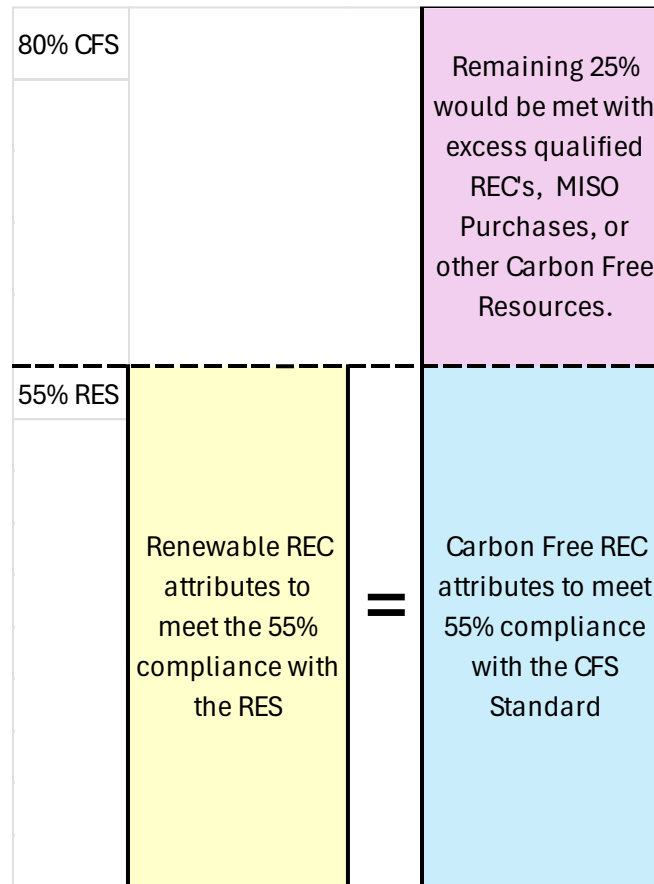 80% CFS
Remaining 25%
would be met with
excess qualified
REC's, MISO
Purchases, or
other Carbon Free
Resources.
55% RES
Renewable REC
attributes to
meet the 55%
compliance with
the RES
=
Carbon Free REC
attributes to meet
55% compliance
with the CFS
Standard